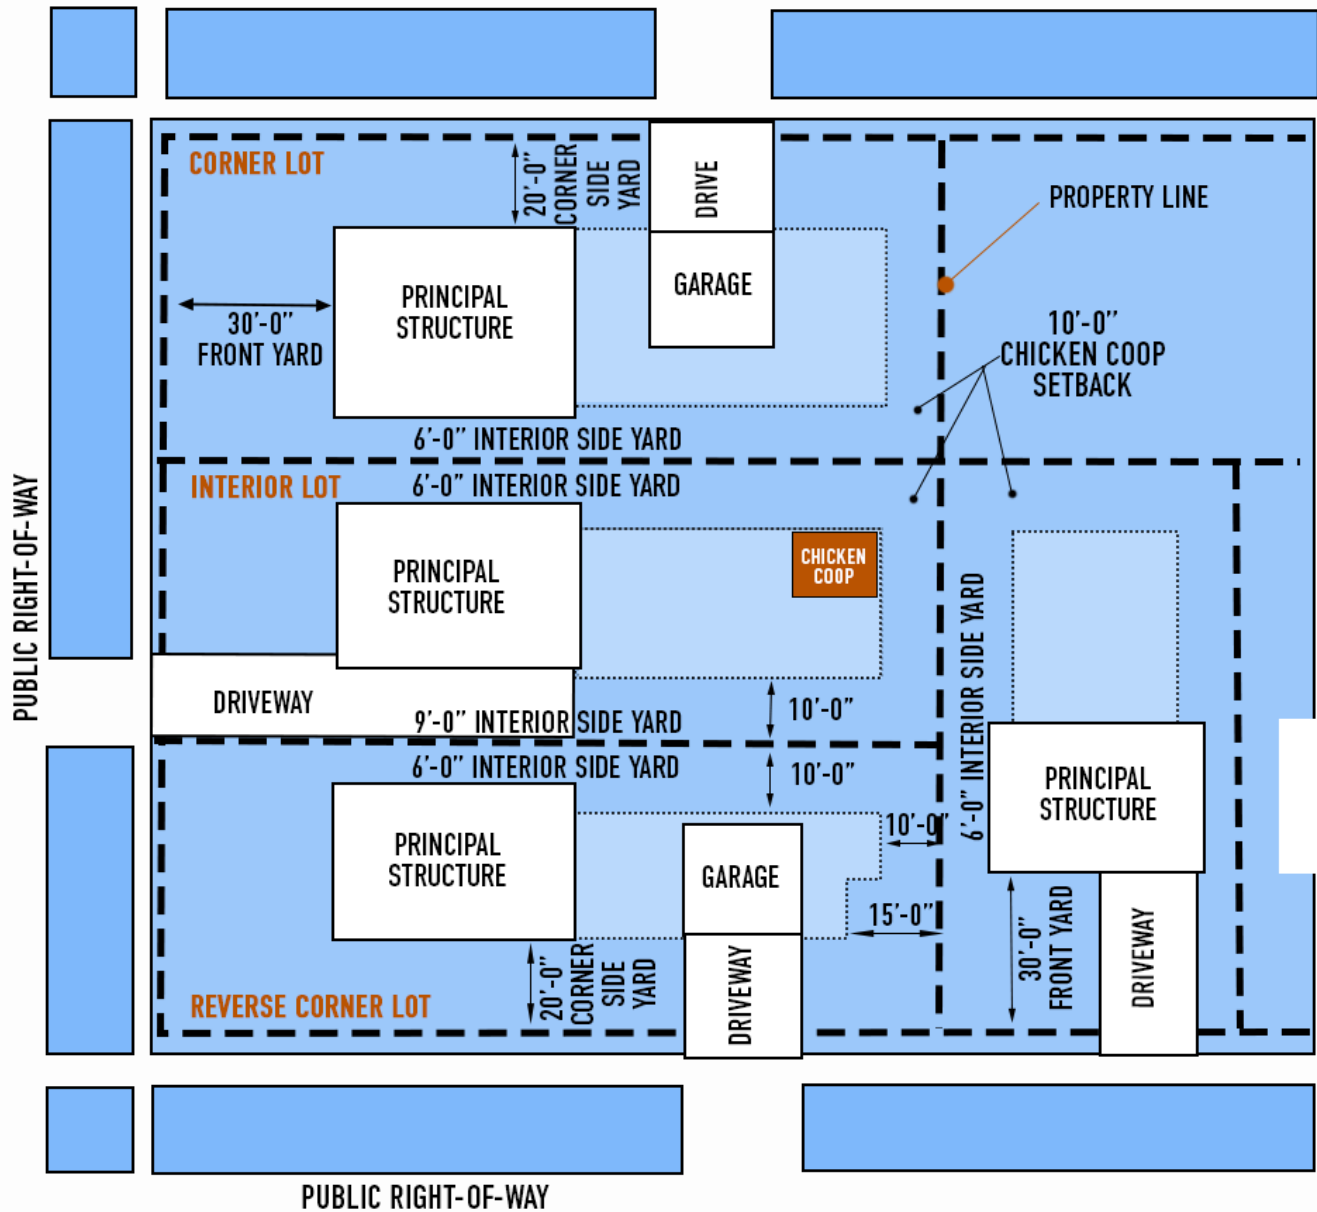 CORNER LOT
20'-0"
CORNER
SIDE
YARD
DRIVE
PROPERTY LINE
GARAGE
PRINCIPAL
STRUCTURE
30'-0"
FRONT YARD
10'-0"
CHICKEN COOP
SETBACK
6'-0" INTERIOR SIDE YARD
INTERIOR LOT
6'-0" INTERIOR SIDE YARD
PUBLIC RIGHT-OF-WAY
CHICKEN
COOP
PRINCIPAL
STRUCTURE
DRIVEWAY
9'-0" INTERIOR SIDE YARD
10'-0"
6'-0" INTERIOR SIDE YARD
6'-0" INTERIOR SIDE YARD
10'-0"
PRINCIPAL
STRUCTURE
PRINCIPAL
STRUCTURE
10'-0"
GARAGE
15'-0"
30'-0"
FRONT YARD
DRIVEWAY
20'-0"
CORNER
SIDE
YARD
DRIVEWAY
REVERSE CORNER LOT
PUBLIC RIGHT-OF-WAY